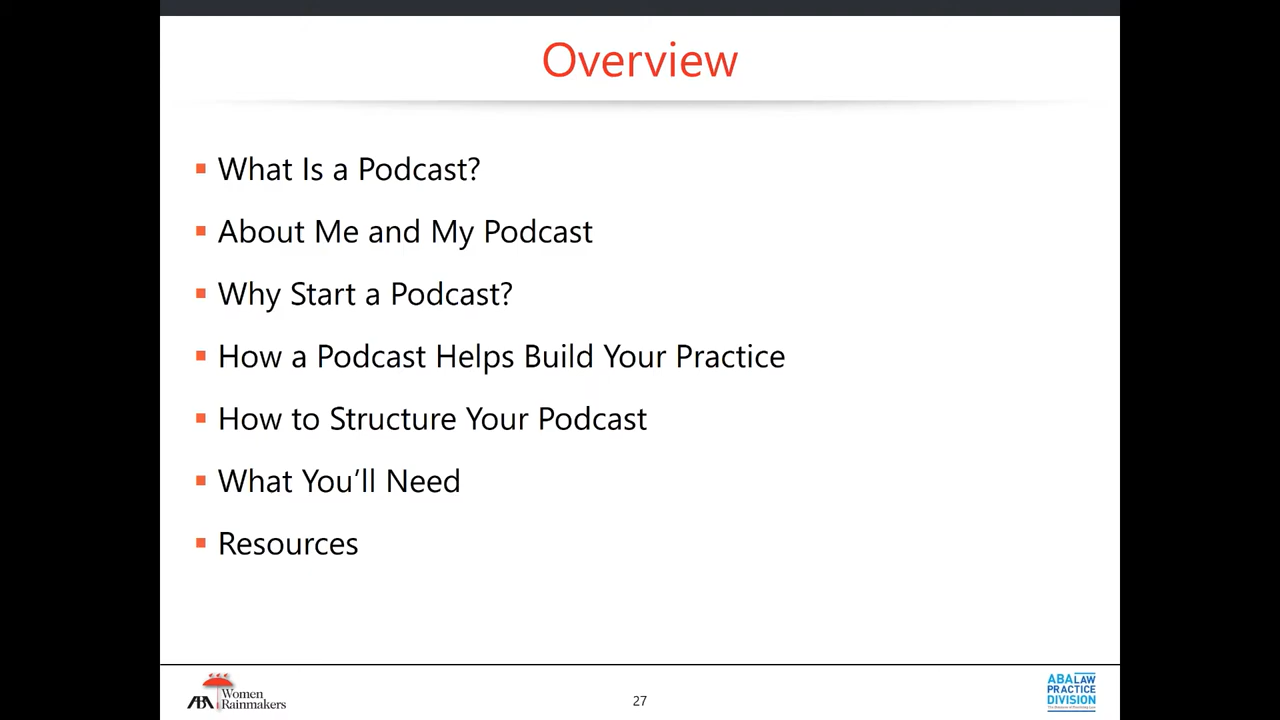 Overview
What Is a Podcast?
About Me and My Podcast
Why Start a Podcast?
How a Podcast Helps Build Your Practice
How to Structure Your Podcast
What You’ll Need
Resources
ABA Women
Rainmakers
27
ABA LAW
PRACTICE
DIVISION